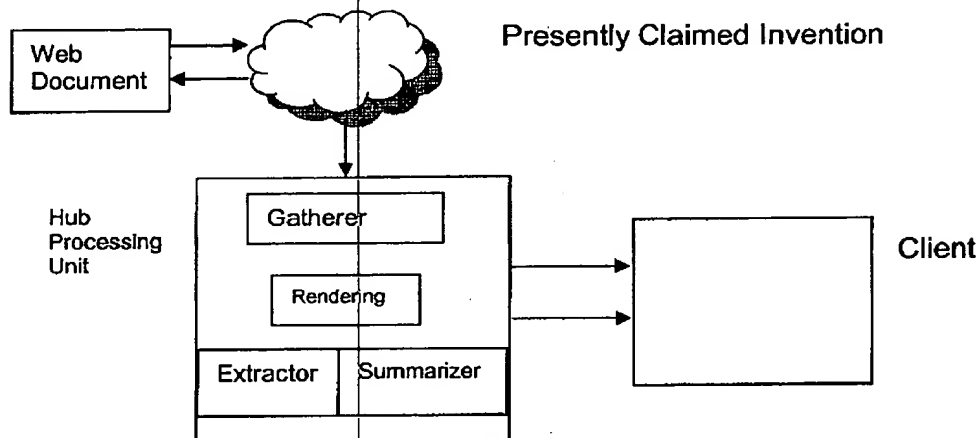 Presently Claimed Invention
Web
Document
Hub
Processing
Unit
Gatherer
Rendering
Extractor
Summarizer
Client